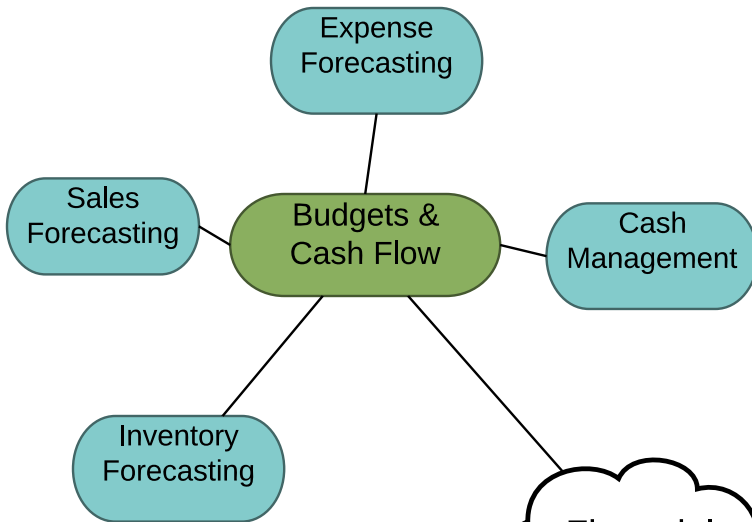 Expense
Forecasting
Sales
Forecasting
Budgets &
Cash Flow
Cash
Management
Inventory
Forecasting